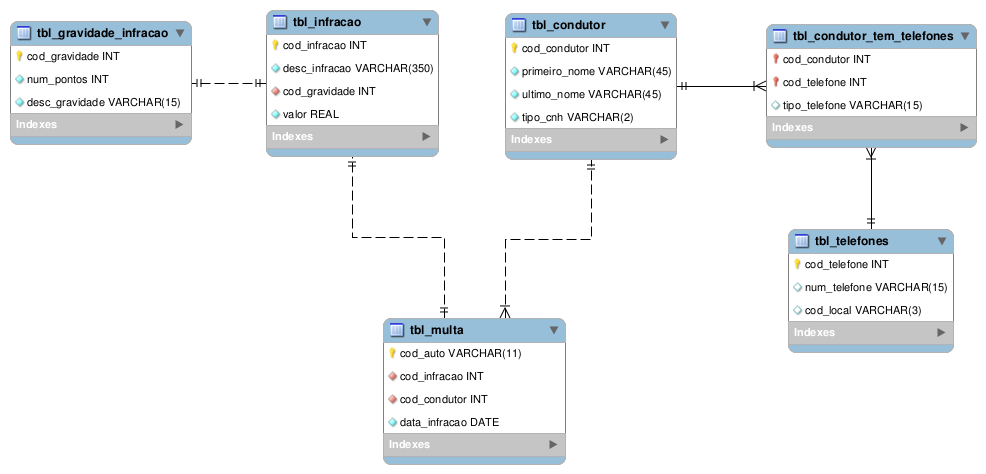 tbl_gravidade_infracao
cod_gravidade INT
num_pontos INT
desc_gravidade VARCHAR(15)
Indexes
tbl_infracao
cod_infracao INT
desc_infracao VARCHAR(350)
cod_gravidade INT
valor REAL
Indexes
tbl_condutor
cod_condutor INT
primeiro_nome VARCHAR(45)
ultimo_nome VARCHAR(45)
tipo_cnh VARCHAR(2)
Indexes
tbl_condutor_tem_telefones
cod_condutor INT
cod_telefone INT
tipo_telefone VARCHAR(15)
Indexes
tbl_telefones
cod_telefone INT
num_telefone VARCHAR(15)
cod_local VARCHAR(3)
Indexes
tbl_multa
cod_auto VARCHAR(11)
cod_infracao INT
cod_condutor INT
data_infracao DATE
Indexes